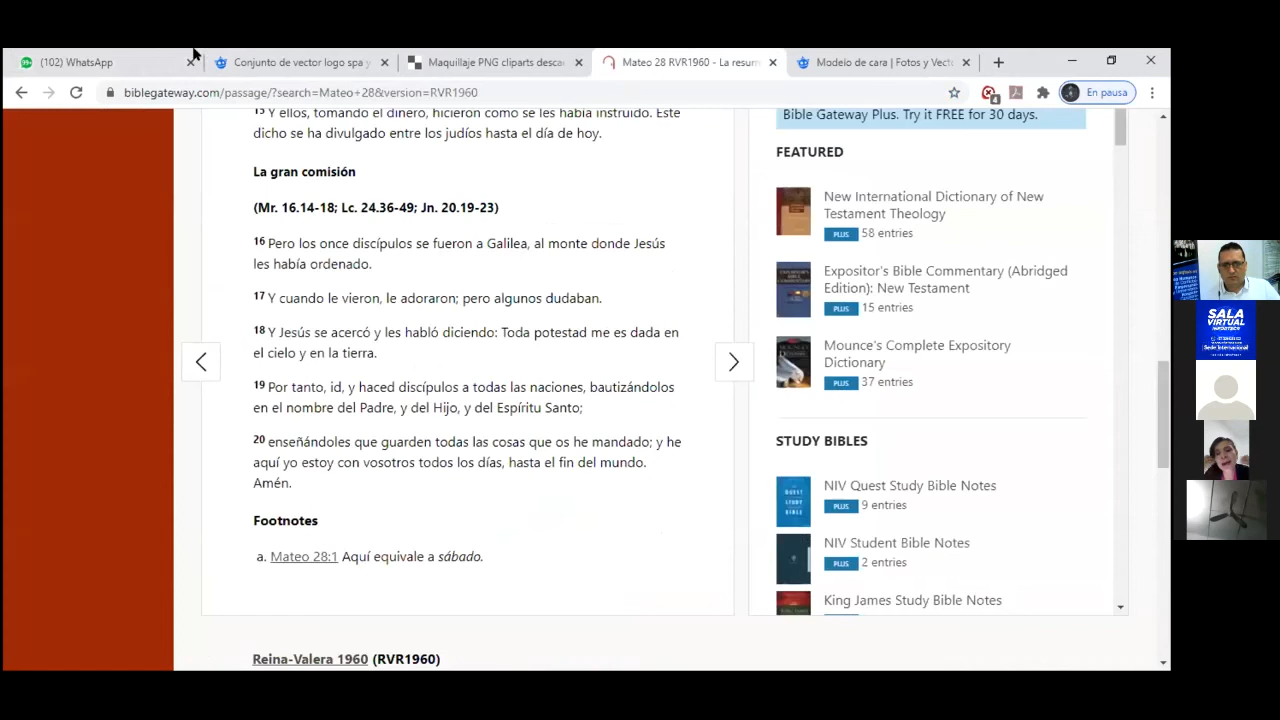 (102) WhatsApp
Conjunto de vector logo spa y
Maquillaje PNG cliparts desca
Mateo 28 RVR1960 - La resurr
Modelo de cara | Fotos y Vect
biblegateway.com/passage/?search=Mateo+28&version=RVR1960
4
En pausa
15 Y ellos, tomando el dinero, hicieron como se les había instruido. Este
dicho se ha divulgado entre los judíos hasta el día de hoy.
La gran comisión
(Mr. 16.14-18; Lc. 24.36-49; Jn. 20.19-23)
16 Pero los once discípulos se fueron a Galilea, al monte donde Jesús
les había ordenado.
17 Y cuando le vieron, le adoraron; pero algunos dudaban.
18 Y Jesús se acercó y les habló diciendo: Toda potestad me es dada en
el cielo y en la tierra.
19 Por tanto, id, y haced discípulos a todas las naciones, bautizándolos
en el nombre del Padre, y del Hijo, y del Espíritu Santo;
20 enseñándoles que guarden todas las cosas que os he mandado; y he
aquí yo estoy con vosotros todos los días, hasta el fin del mundo.
Amén.
Footnotes
a. Mateo 28:1 Aquí equivale a sábado.
Reina-Valera 1960 (RVR1960)
Bible Gateway Plus. Try it FREE for 30 days.
FEATURED
New International Dictionary of New
Testament Theology
PLUS 58 entries
Expositor's Bible Commentary (Abridged
Edition): New Testament
PLUS 15 entries
Mounce's Complete Expository
Dictionary
PLUS 37 entries
STUDY BIBLES
NIV Quest Study Bible Notes
PLUS 9 entries
NIV Student Bible Notes
PLUS 2 entries
King James Study Bible Notes
SALA
VIRTUAL
Sede Internacional